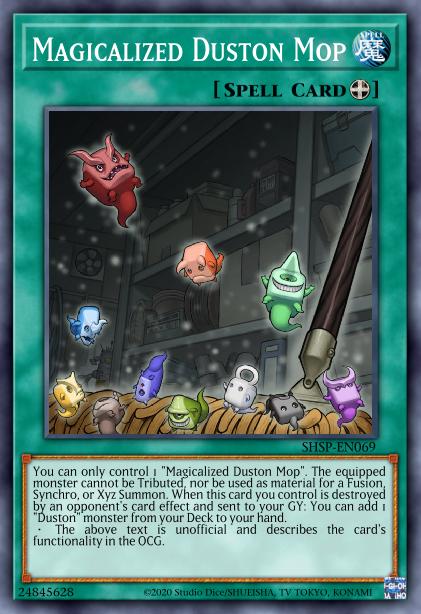 Magicalized Duston Mop
SPELL
魔
[Spell Card]
SHSP-EN069
You can only control 1 "Magicalized Duston Mop". The equipped
monster cannot be Tributed, nor be used as material for a Fusion,
Synchro, or Xyz Summon. When this card you control is destroyed
by an opponent's card effect and sent to your GY: You can add 1
"Duston" monster from your Deck to your hand.
· The above text is unofficial and describes the card's
functionality in the OCG.
24845628
©2020 Studio Dice/SHUEISHA, TV TOKYO, KONAMI